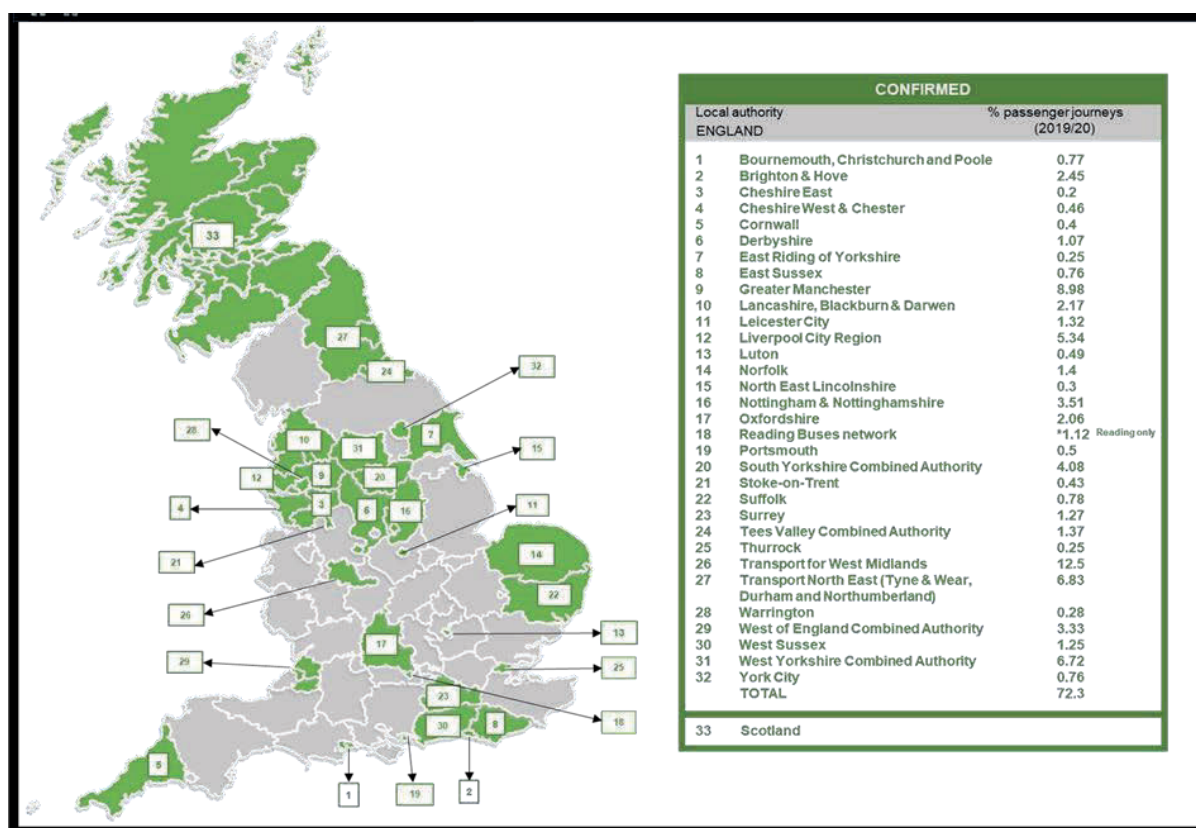 33
27
24
32
28
10
31
7
15
12
9
20
4
3
6
16
11
21
14
26
22
13
17
29
25
23
18
30
8
5
1
19
2
CONFIRMED
Local authority % passenger journeys
ENGLAND (2019/20)
1 Bournemouth, Christchurch and Poole 0.77
2 Brighton & Hove 2.45
3 Cheshire East 0.2
4 Cheshire West & Chester 0.46
5 Cornwall 0.4
6 Derbyshire 1.07
7 East Riding of Yorkshire 0.25
8 East Sussex 0.76
9 Greater Manchester 8.98
10 Lancashire, Blackburn & Darwen 2.17
11 Leicester City 1.32
12 Liverpool City Region 5.34
13 Luton 0.49
14 Norfolk 1.4
15 North East Lincolnshire 0.3
16 Nottingham & Nottinghamshire 3.51
17 Oxfordshire 2.06
18 Reading Buses network *1.12 Reading only
19 Portsmouth 0.5
20 South Yorkshire Combined Authority 4.08
21 Stoke-on-Trent 0.43
22 Suffolk 0.78
23 Surrey 1.27
24 Tees Valley Combined Authority 1.37
25 Thurrock 0.25
26 Transport for West Midlands 12.5
27 Transport North East (Tyne & Wear, 6.83
Durham and Northumberland)
28 Warrington 0.28
29 West of England Combined Authority 3.33
30 West Sussex 1.25
31 West Yorkshire Combined Authority 6.72
32 York City 0.76
TOTAL 72.3
33 Scotland